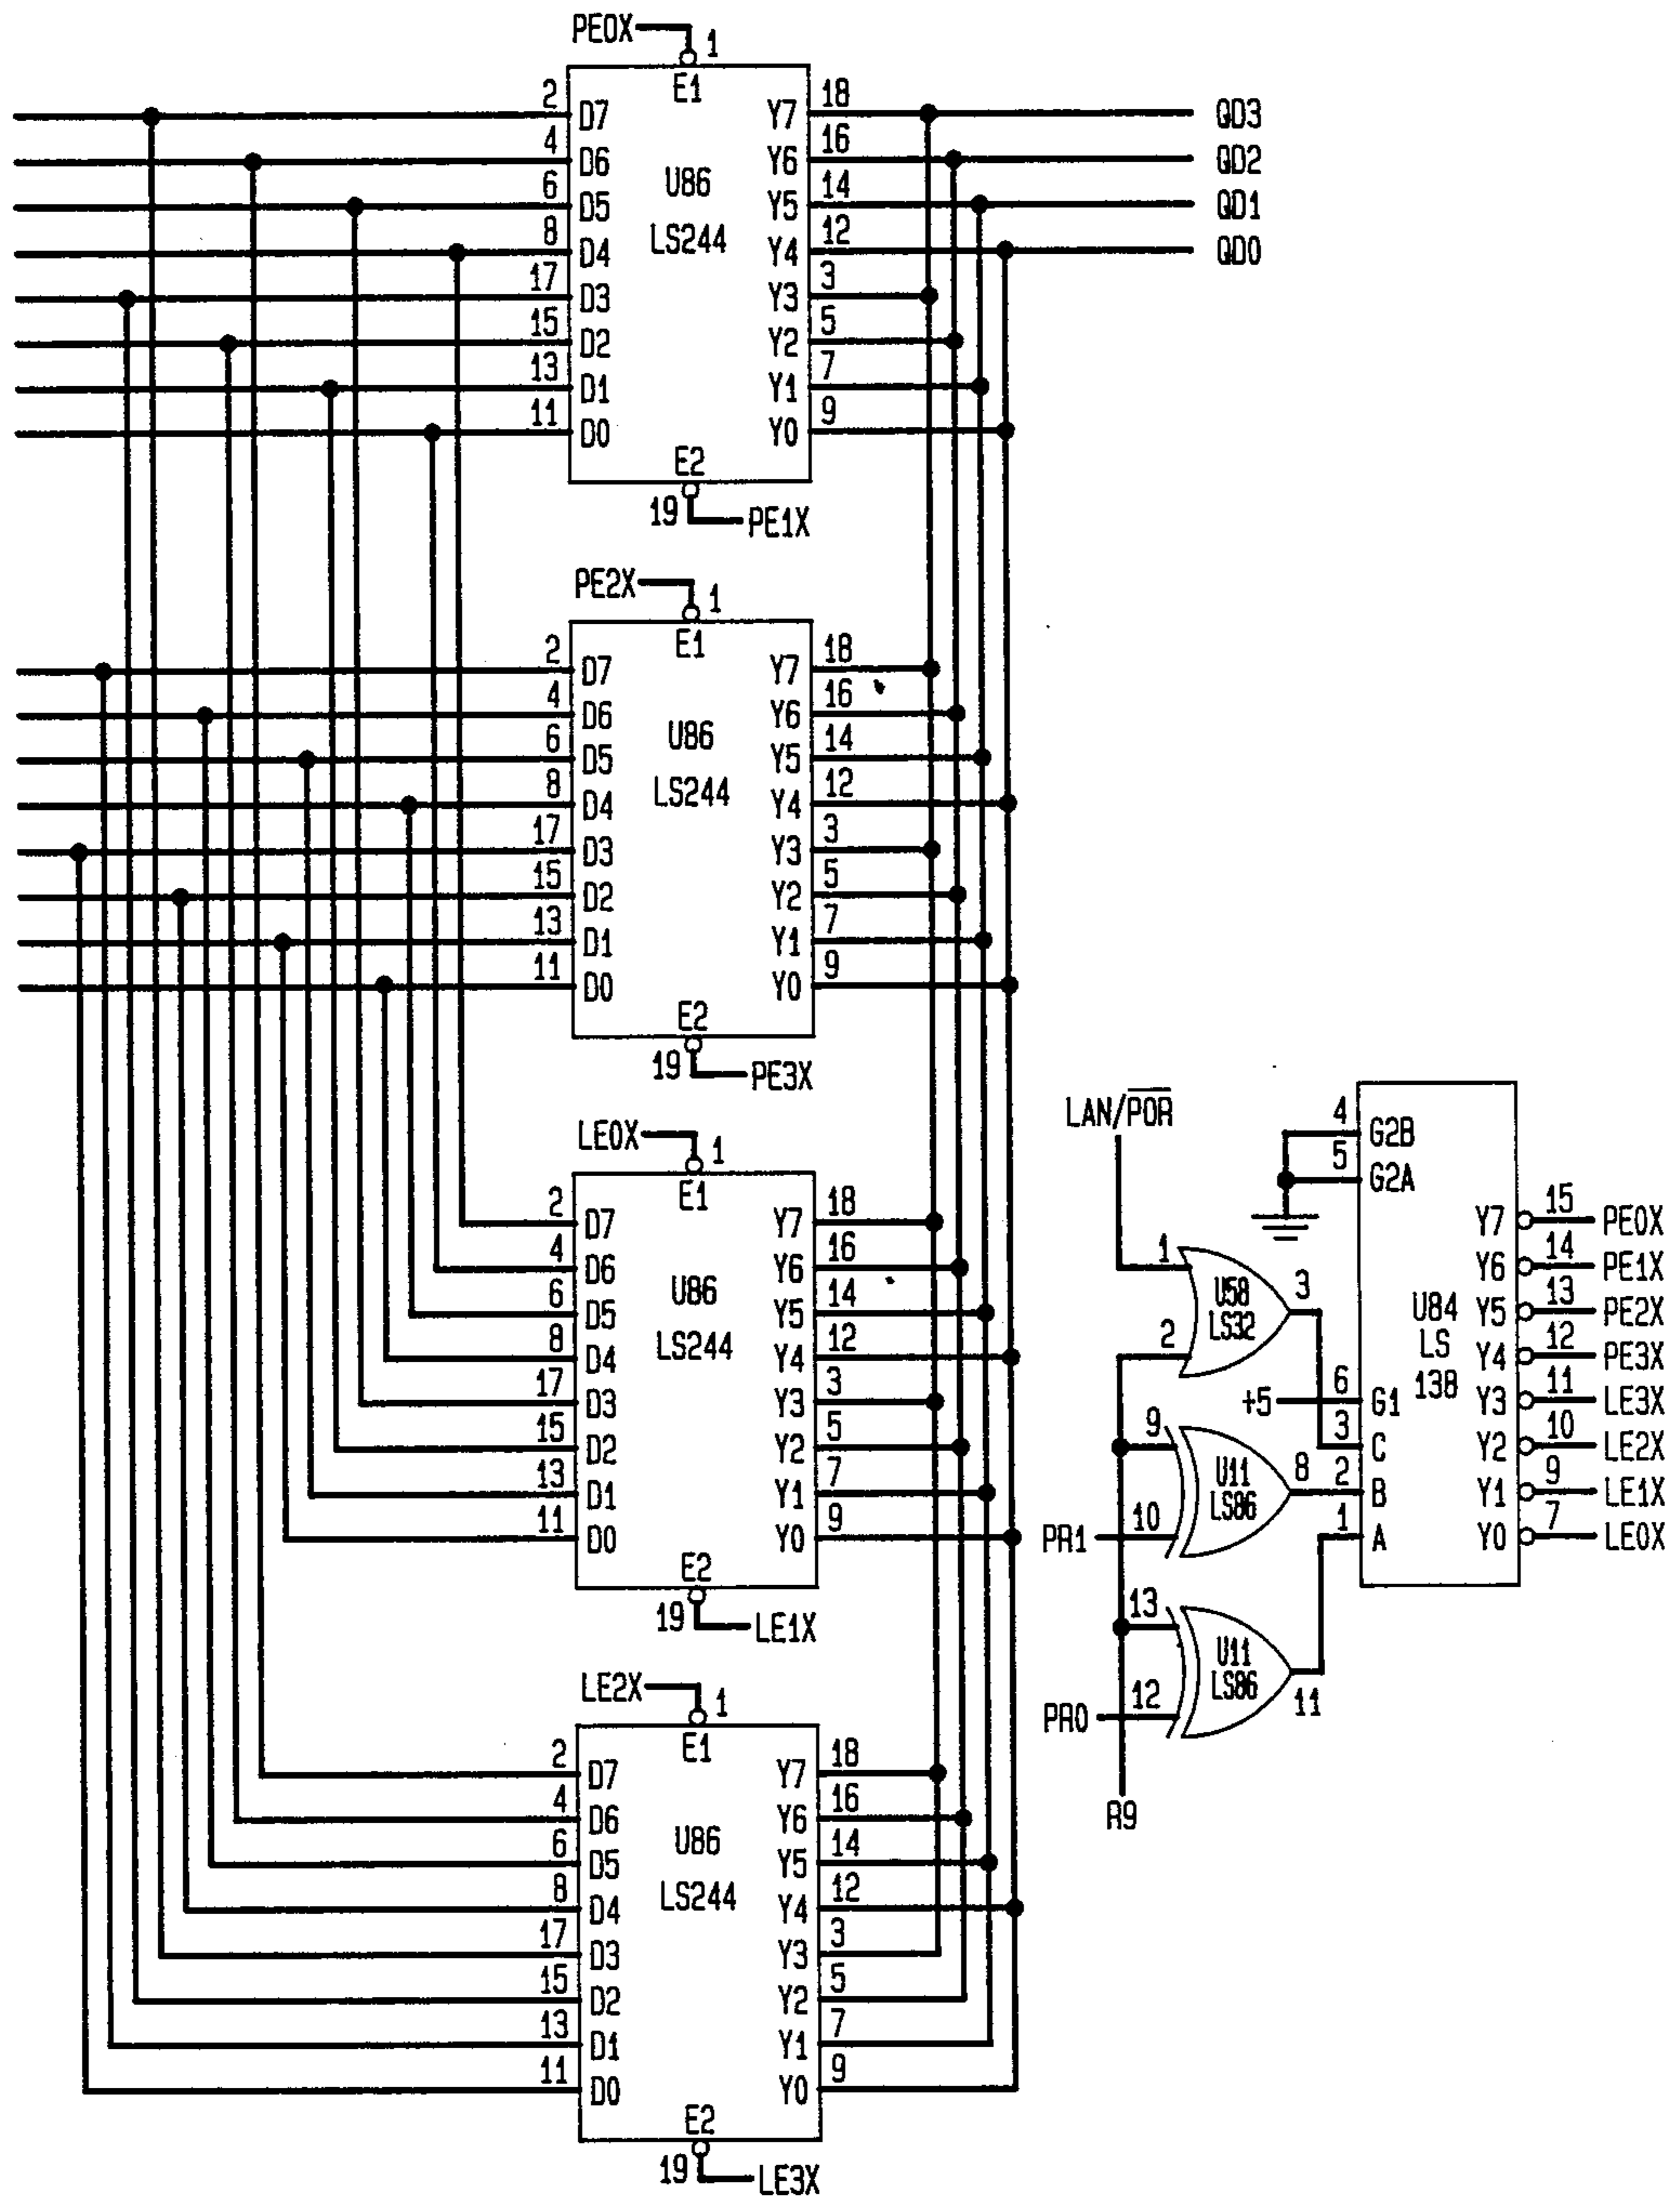 PE0X
1
E1
2 D7 Y7 18 QD3
4 D6 Y6 16 QD2
6 D5 U86 Y5 14 QD1
8 D4 LS244 Y4 12 QD0
17 D3 Y3 3
15 D2 Y2 5
13 D1 Y1 7
11 D0 Y0 9
E2
19 PE1X
PE2X
1
E1
2 D7 Y7 18
4 D6 Y6 16
6 D5 U86 Y5 14
8 D4 LS244 Y4 12
17 D3 Y3 3
15 D2 Y2 5
13 D1 Y1 7
11 D0 Y0 9
E2
19 PE3X
LE0X
1
E1
2 D7 Y7 18
4 D6 Y6 16
6 D5 U86 Y5 14
8 D4 LS244 Y4 12
17 D3 Y3 3
15 D2 Y2 5
13 D1 Y1 7
11 D0 Y0 9
E2
19 LE1X
LE2X
1
E1
2 D7 Y7 18
4 D6 Y6 16
6 D5 U86 Y5 14
8 D4 LS244 Y4 12
17 D3 Y3 3
15 D2 Y2 5
13 D1 Y1 7
11 D0 Y0 9
E2
19 LE3X
LAN/POR
1
2
U58
LS32
3
9
PR1 10
U11
LS86
8
13
PR0 12
U11
LS86
11
R9
4 G2B
5 G2A
+5 6 G1
3 C
2 B
1 A
U84
LS
138
Y7 15 PE0X
Y6 14 PE1X
Y5 13 PE2X
Y4 12 PE3X
Y3 11 LE3X
Y2 10 LE2X
Y1 9 LE1X
Y0 7 LE0X